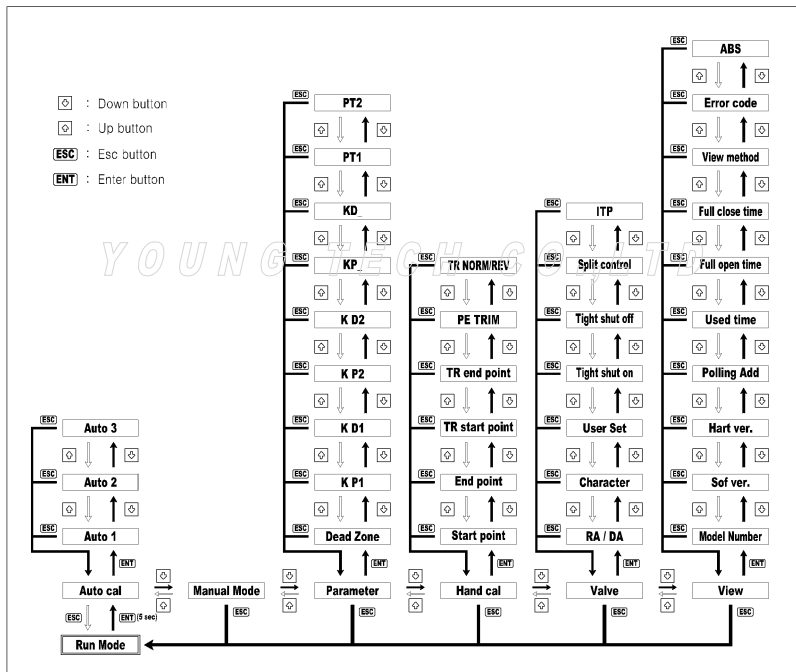 Down button
Up button
ESC : Esc button
ENT : Enter button
YOUNG TECH CO., LTD
ESC Auto 3
ESC Auto 2
ESC Auto 1
ENT
Auto cal
ESC ENT (5 sec)
Run Mode
Manual Mode
ESC
ESC PT2
ESC PT1
ESC KD_
ESC KP_
ESC K D2
ESC K P2
ESC K D1
ESC K P1
ESC Dead Zone
ENT
Parameter
ESC
ESC TR NORM/REV
ESC PE TRIM
ESC TR end point
ESC TR start point
ESC End point
ESC Start point
ENT
Hand cal
ESC
ESC ITP
ESC Split control
ESC Tight shut off
ESC Tight shut on
ESC User Set
ESC Character
ESC RA / DA
ENT
Valve
ESC
ESC ABS
ESC Error code
ESC View method
ESC Full close time
ESC Full open time
ESC Used time
ESC Polling Add
ESC Hart ver.
ESC Sof ver.
ESC Model Number
ENT
View
ESC